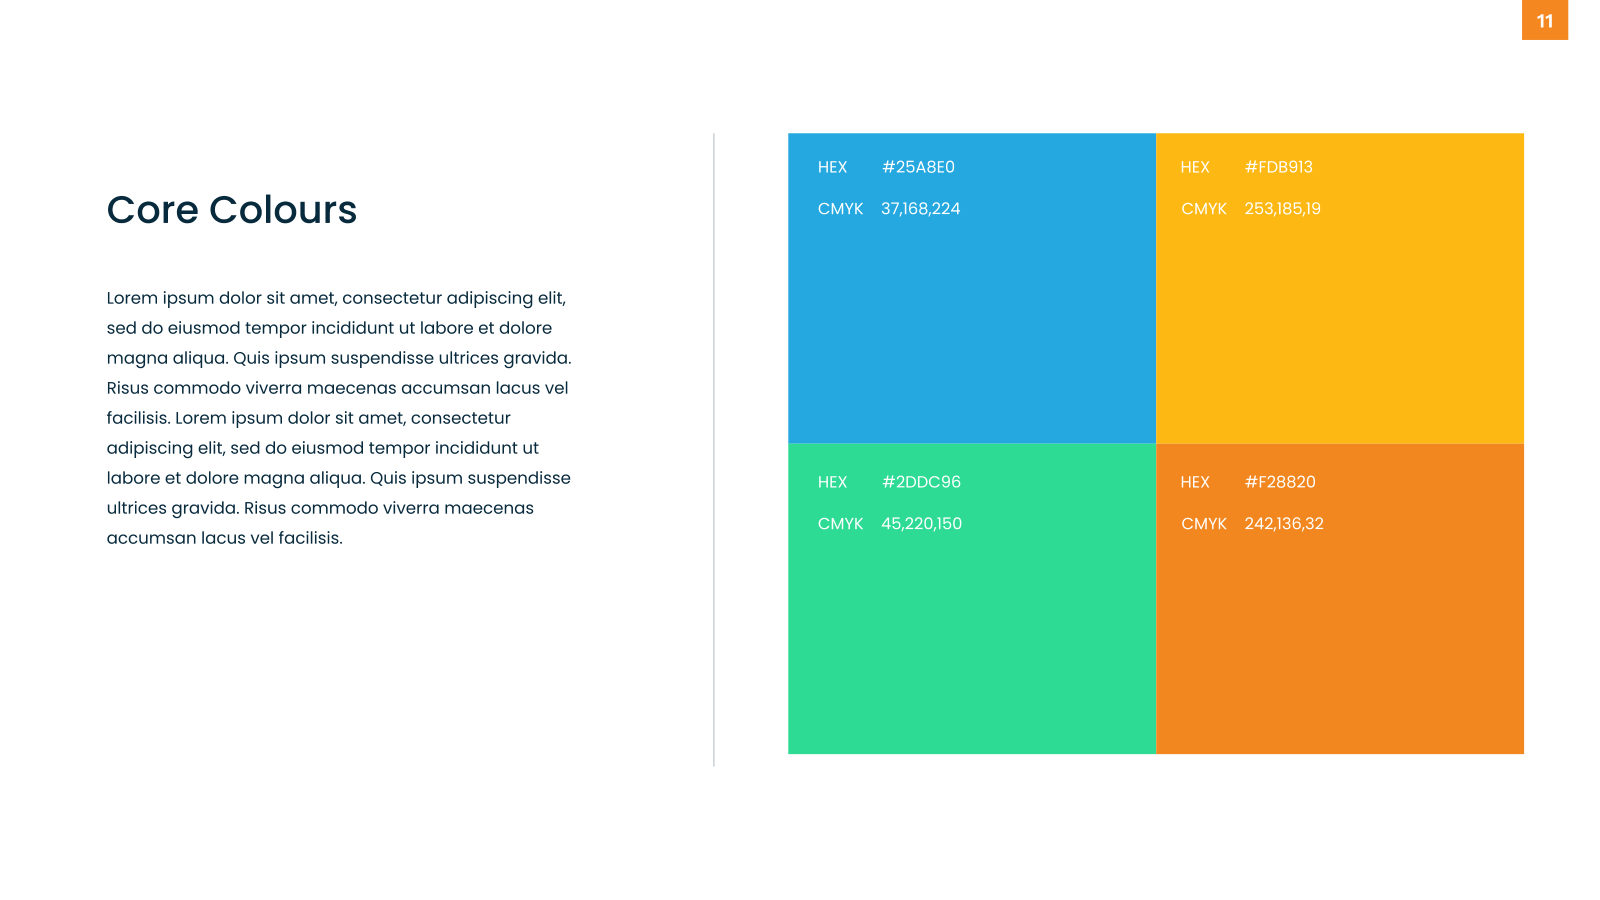 11
Core Colours
Lorem ipsum dolor sit amet, consectetur adipiscing elit,
sed do eiusmod tempor incididunt ut labore et dolore
magna aliqua. Quis ipsum suspendisse ultrices gravida.
Risus commodo viverra maecenas accumsan lacus vel
facilisis. Lorem ipsum dolor sit amet, consectetur
adipiscing elit, sed do eiusmod tempor incididunt ut
labore et dolore magna aliqua. Quis ipsum suspendisse
ultrices gravida. Risus commodo viverra maecenas
accumsan lacus vel facilisis.
HEX #25A8E0
CMYK 37,168,224
HEX #FDB913
CMYK 253,185,19
HEX #2DDC96
CMYK 45,220,150
HEX #F28820
CMYK 242,136,32